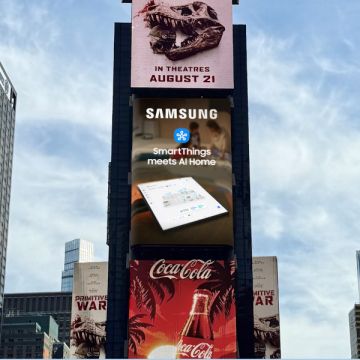 IN THEATRES
AUGUST 21
SAMSUNG
SmartThings
meets AI Home
Coca-Cola
Coca-Cola
PRIMITIVE
WAR
PRIMITIVE
WAR